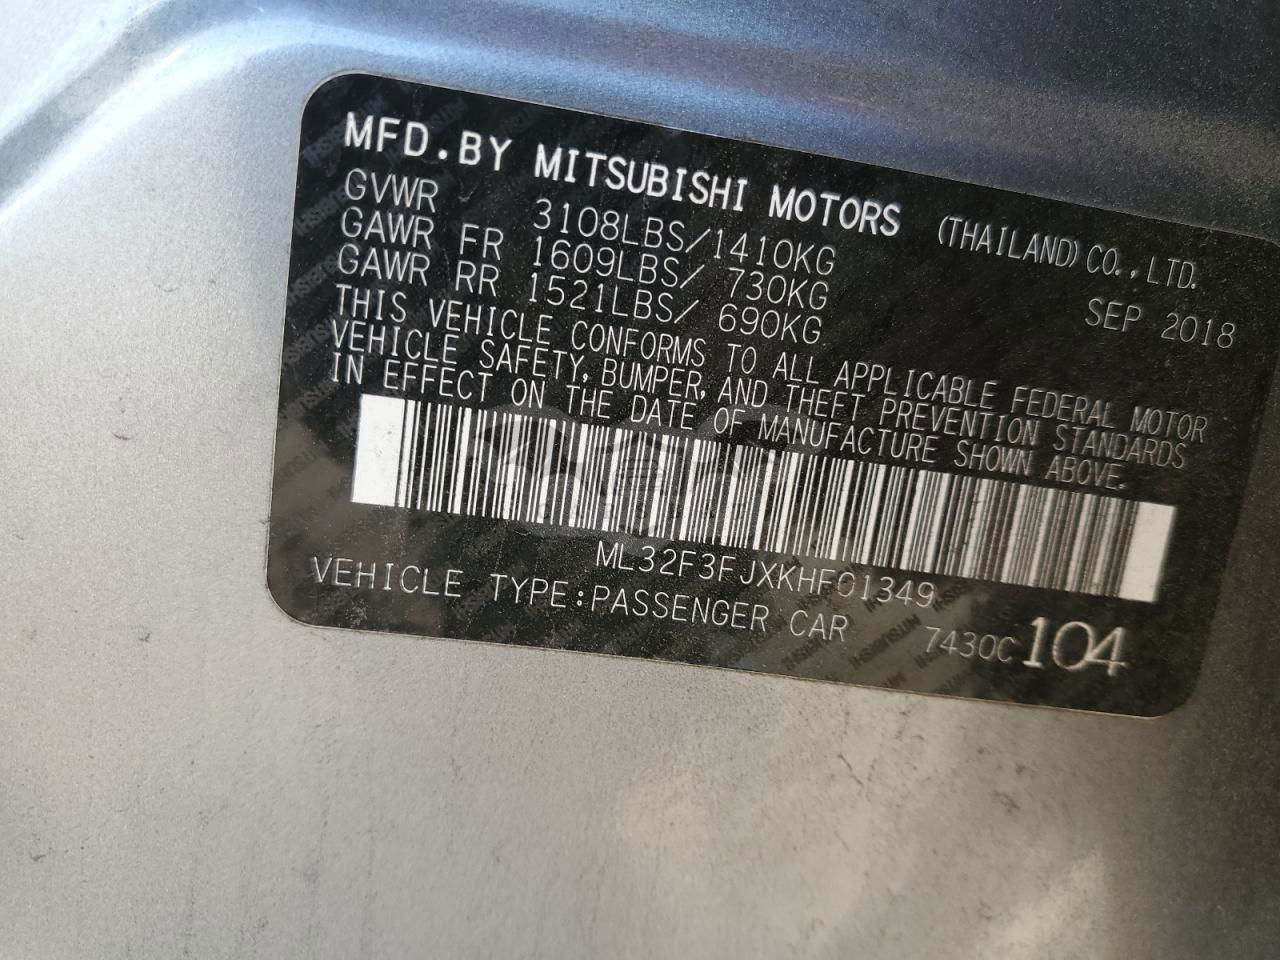 MFD.BY MITSUBISHI MOTORS (THAILAND) CO.,LTD.
GVWR 3108LBS/1410KG SEP 2018
GAWR FR 1609LBS/ 730KG
GAWR RR 1521LBS/ 690KG
THIS VEHICLE CONFORMS TO ALL APPLICABLE FEDERAL MOTOR
VEHICLE SAFETY, BUMPER, AND THEFT PREVENTION STANDARDS
IN EFFECT ON THE DATE OF MANUFACTURE SHOWN ABOVE.
ML32F3FJXKHF01349
VEHICLE TYPE:PASSENGER CAR 7430C 104